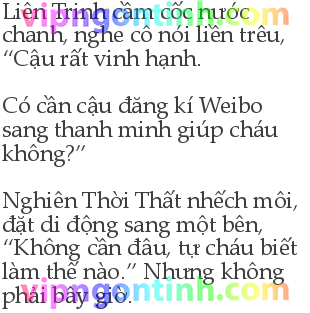 Liên Trinh cầm cốc nước
chanh, nghe cô nói liền trêu,
“Cậu rất vinh hạnh.

Có cần cậu đăng kí Weibo
sang thanh minh giúp cháu
không?”

Nghiên Thời Thất nhếch môi,
đặt di động sang một bên,
“Không cần đâu, tự cháu biết
làm thế nào.” Nhưng không
phải bây giờ.
vipngontinh.com
vipngontinh.com